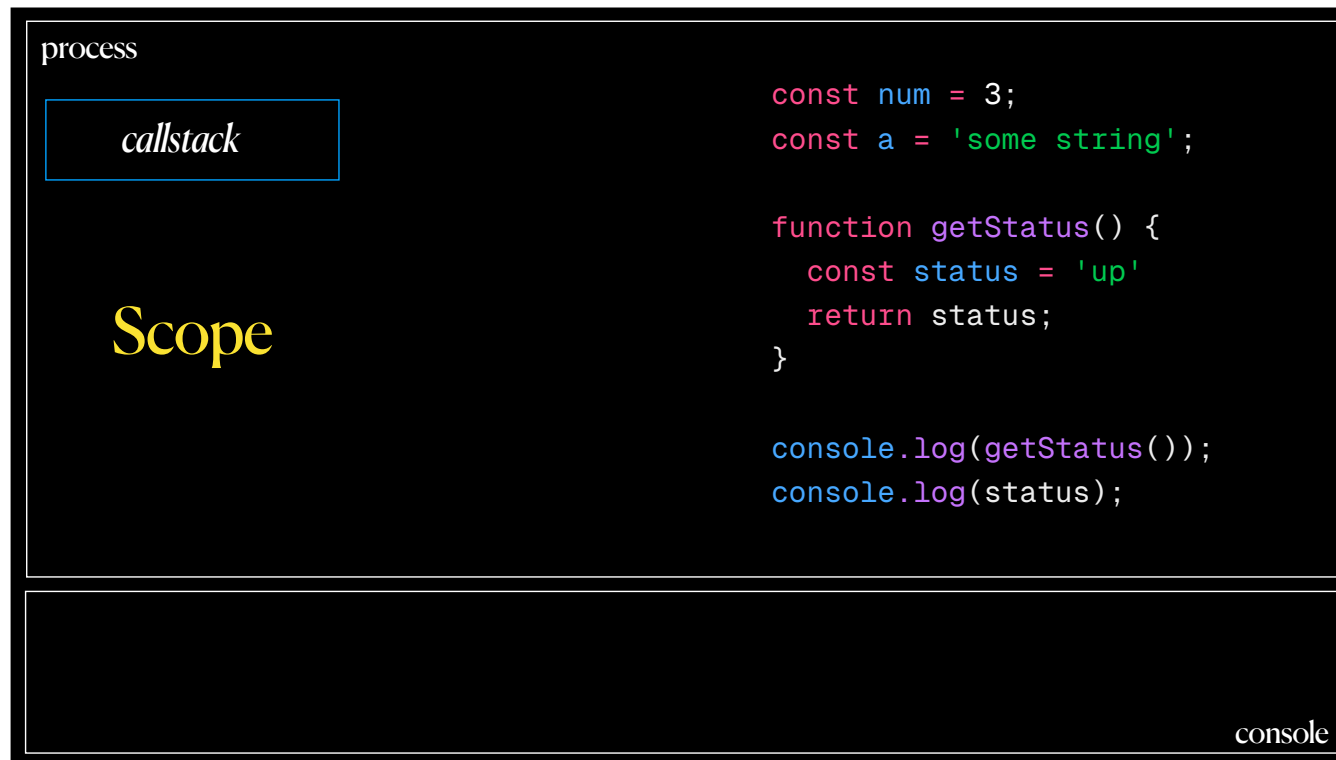 process
callstack
Scope
const num = 3;
const a = 'some string';
function getStatus() {
  const status = 'up'
  return status;
}
console.log(getStatus());
console.log(status);
console